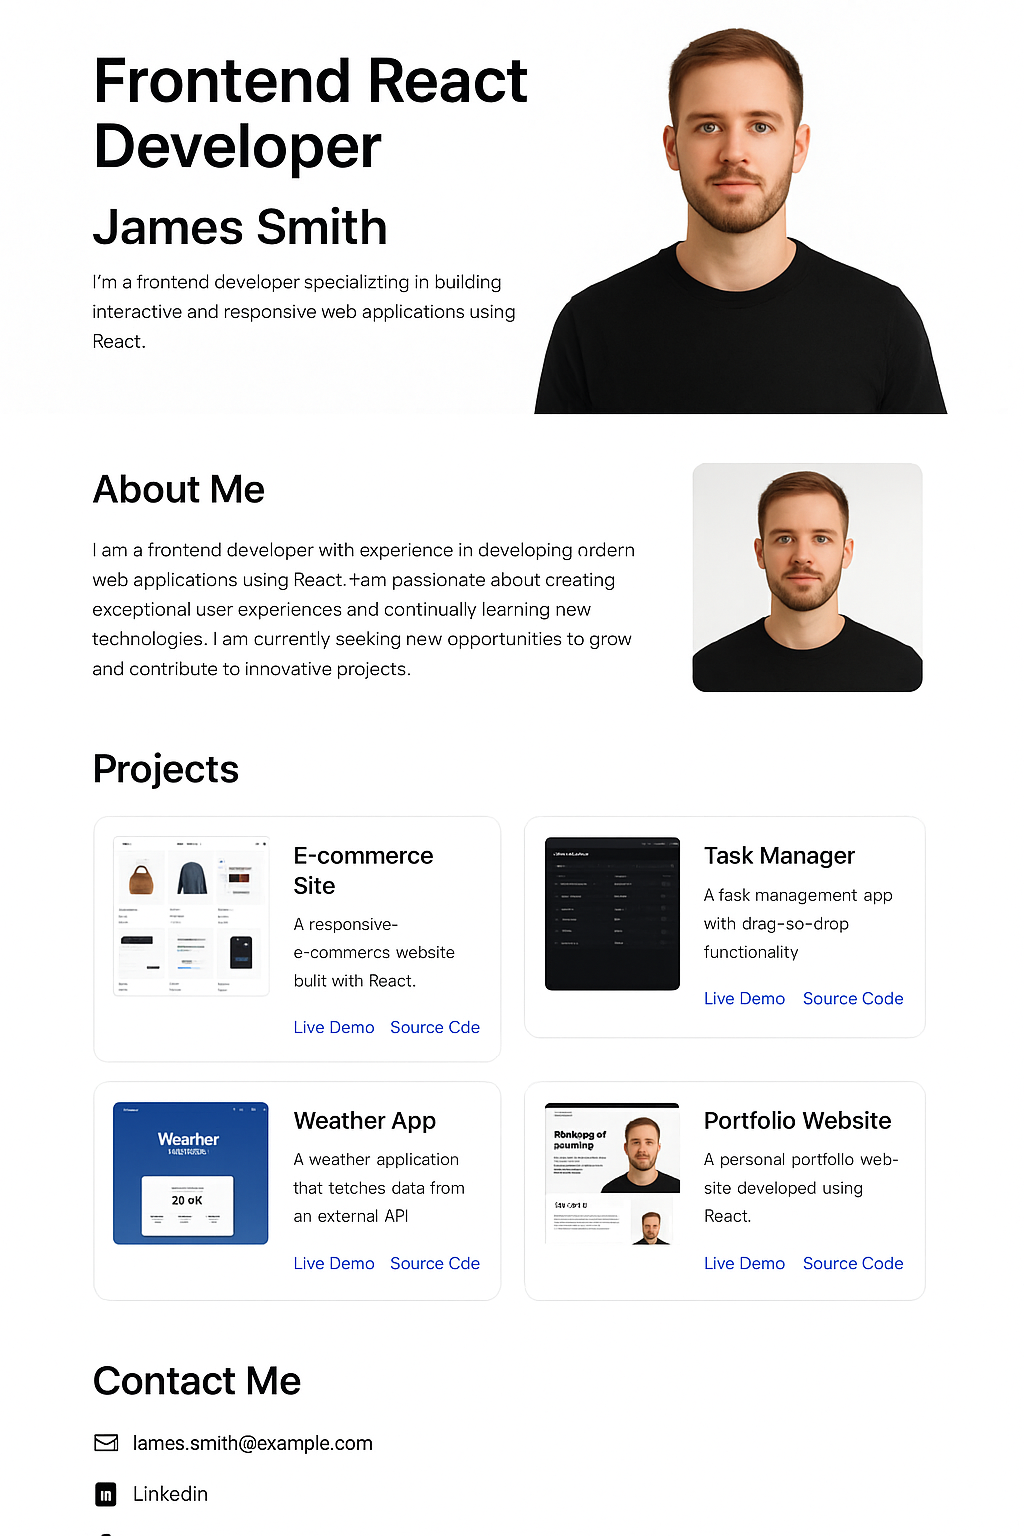 Frontend React
Developer
James Smith
I'm a frontend developer specializting in building
interactive and responsive web applications using
React.
About Me
I am a frontend developer with experience in developing ordern
web applications using React.+am passionate about creating
exceptional user experiences and continually learning new
technologies. I am currently seeking new opportunities to grow
and contribute to innovative projects.
Projects
E-commerce
Site
A responsive-
e-commercs website
bulit with React.
Live Demo Source Cde
Task Manager
A fask management app
with drag-so-drop
functionality
Live Demo Source Code
Wearher
20 oK
Weather App
A weather application
that tetches data from
an external API
Live Demo Source Cde
Rbnkopg of
pouming
Portfolio Website
A personal portfollo web-
site developed using
React.
Live Demo Source Code
Contact Me
lames.smith@example.com
in
Linkedin